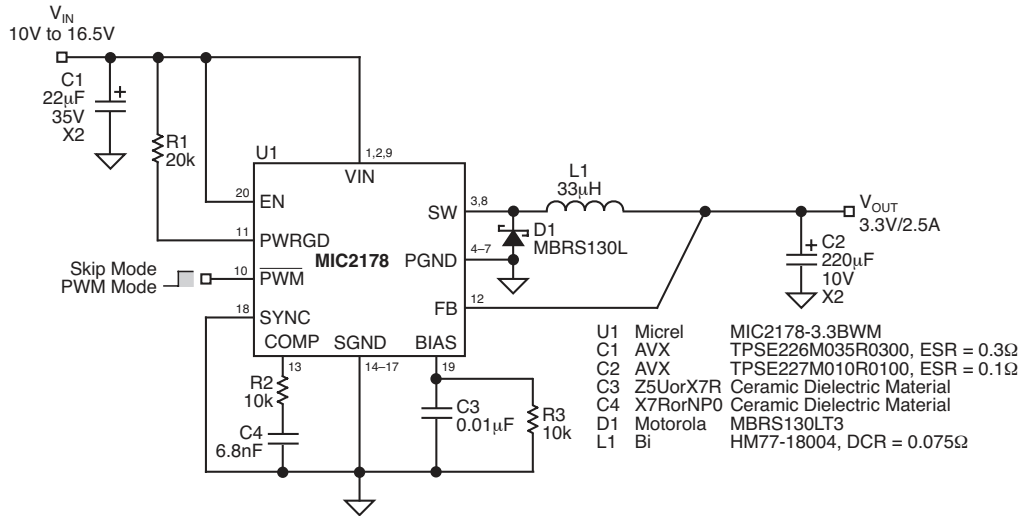 V_IN
10V to 16.5V
C1
22µF
35V
X2
R1
20k
U1
1,2,9
VIN
20
EN
11
PWRGD
MIC2178
10
PWM
Skip Mode
PWM Mode
18
SYNC
COMP
SGND
BIAS
SW
3,8
PGND
4–7
FB
12
L1
33µH
D1
MBRS130L
V_OUT
3.3V/2.5A
C2
220µF
10V
X2
13
14–17
19
R2
10k
C4
6.8nF
C3
0.01µF
R3
10k
U1 Micrel MIC2178-3.3BWM
C1 AVX TPSE226M035R0300, ESR = 0.3Ω
C2 AVX TPSE227M010R0100, ESR = 0.1Ω
C3 Z5UorX7R Ceramic Dielectric Material
C4 X7RorNP0 Ceramic Dielectric Material
D1 Motorola MBRS130LT3
L1 Bi HM77-18004, DCR = 0.075Ω